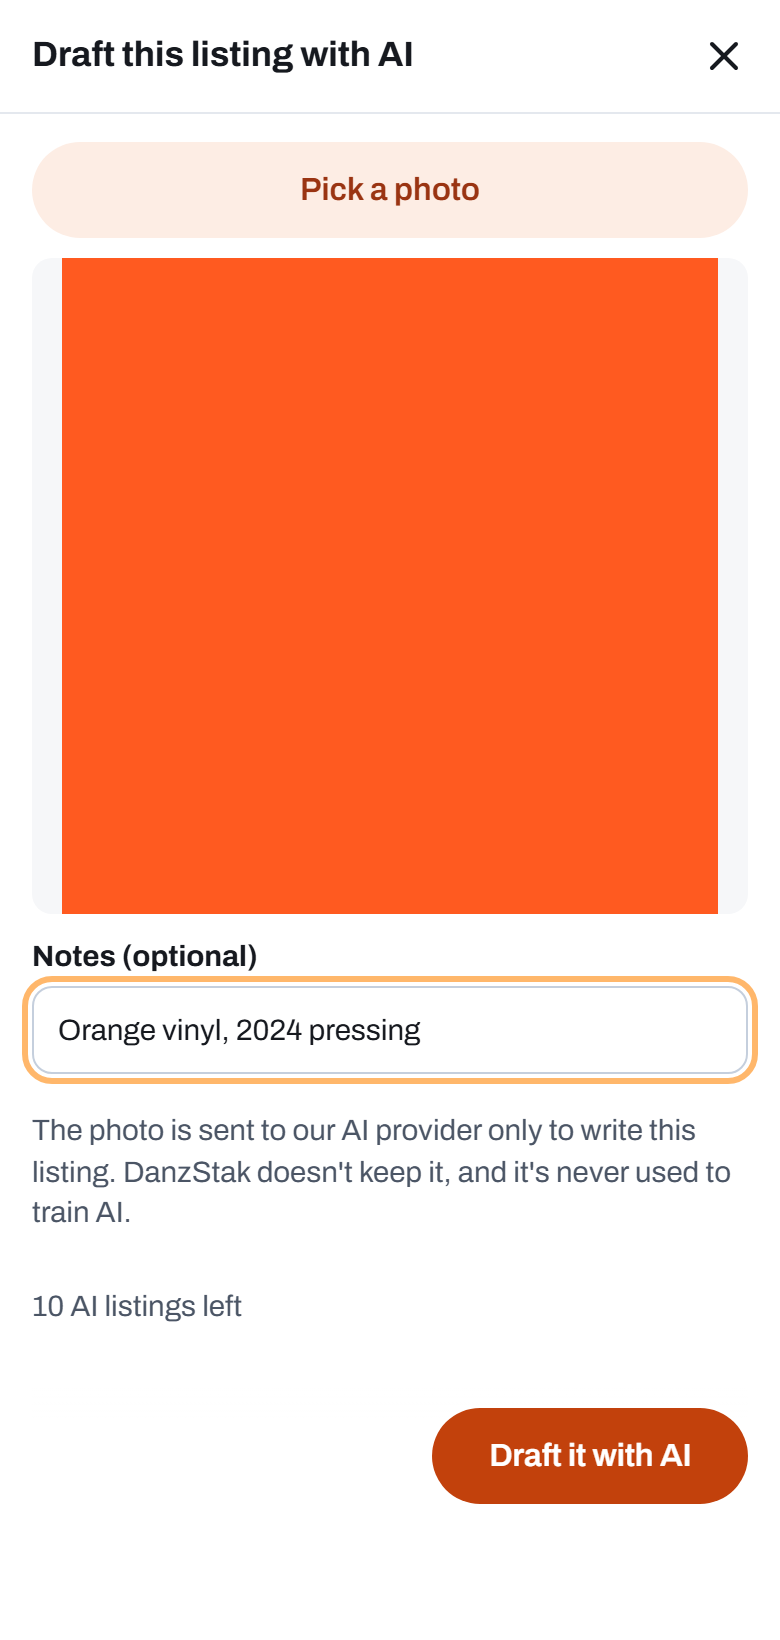 Draft this listing with AI
Pick a photo
Notes (optional)
Orange vinyl, 2024 pressing
The photo is sent to our AI provider only to write this
listing. DanzStak doesn't keep it, and it's never used to
train AI.
10 AI listings left
Draft it with AI